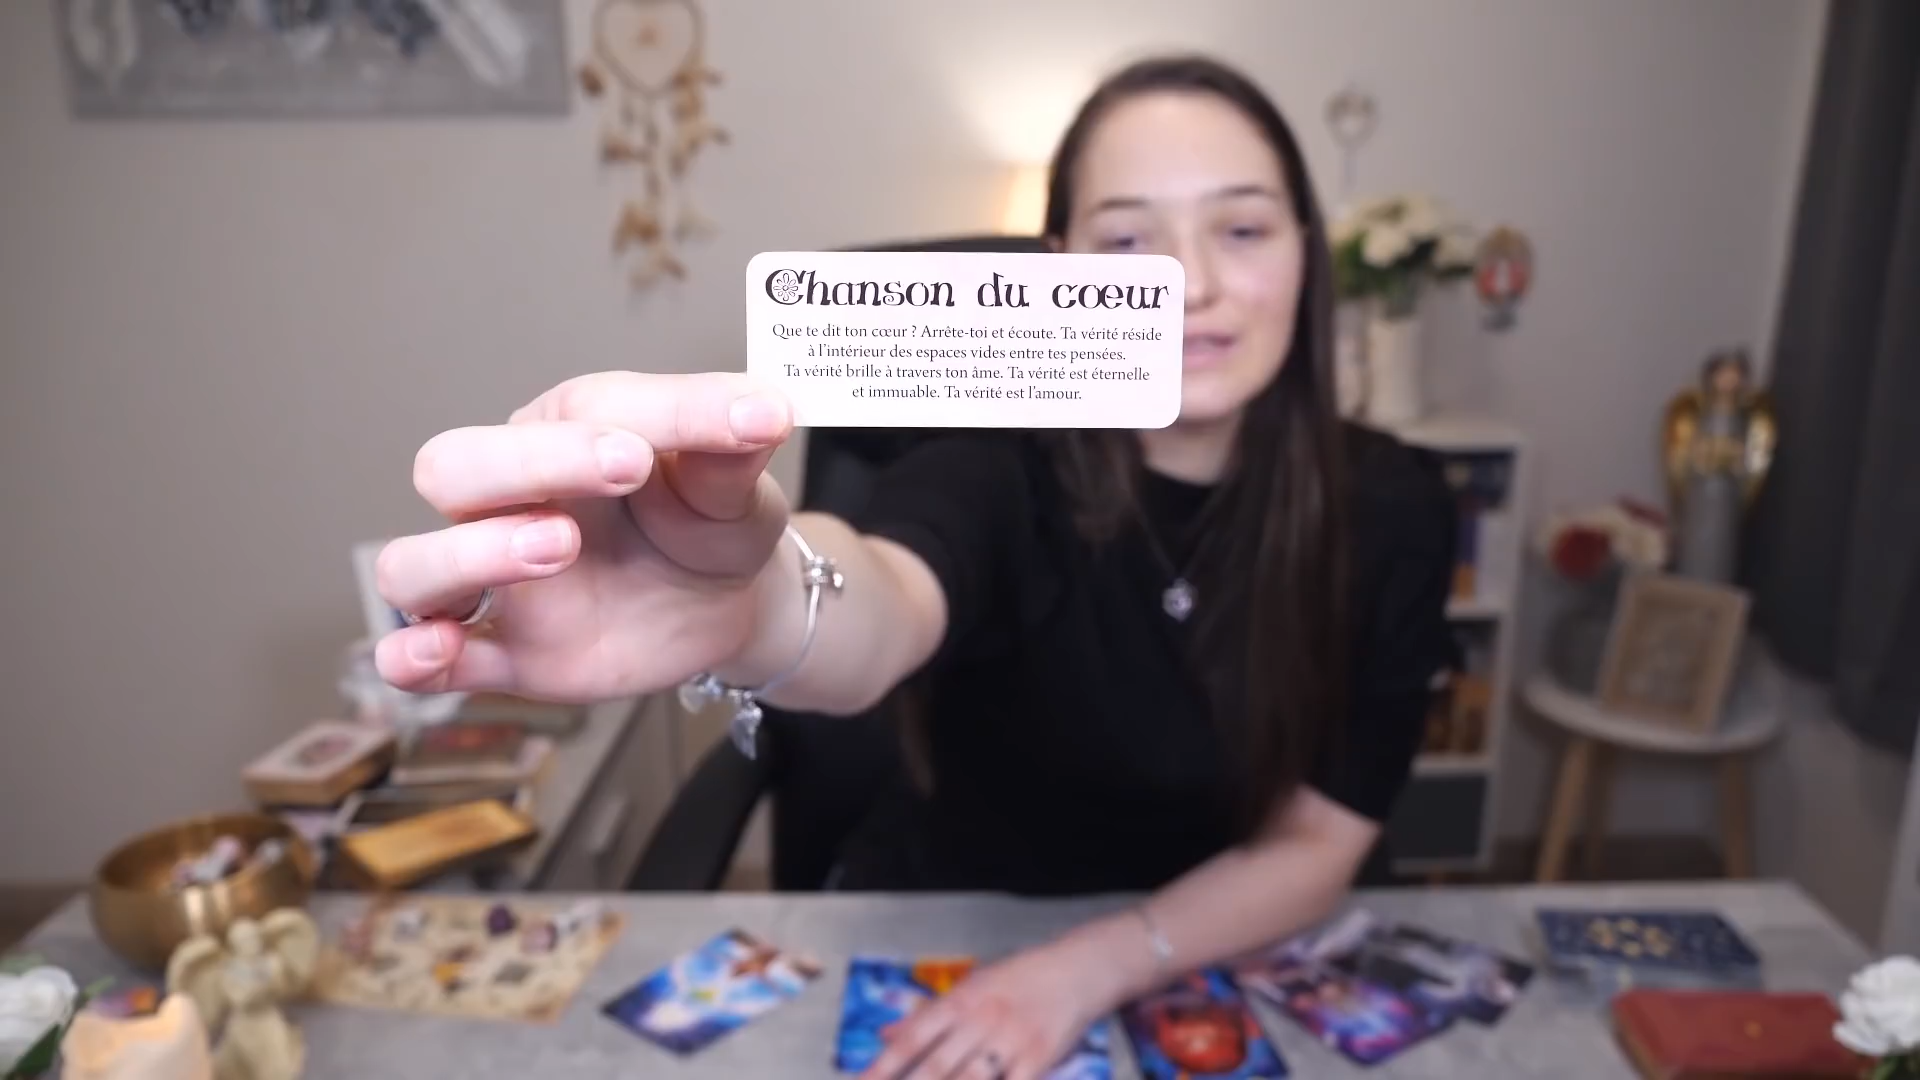 Chanson du cœur
Que te dit ton cœur ? Arrête-toi et écoute. Ta vérité réside
à l'intérieur des espaces vides entre tes pensées.
Ta vérité brille à travers ton âme. Ta vérité est éternelle
et immuable. Ta vérité est l'amour.